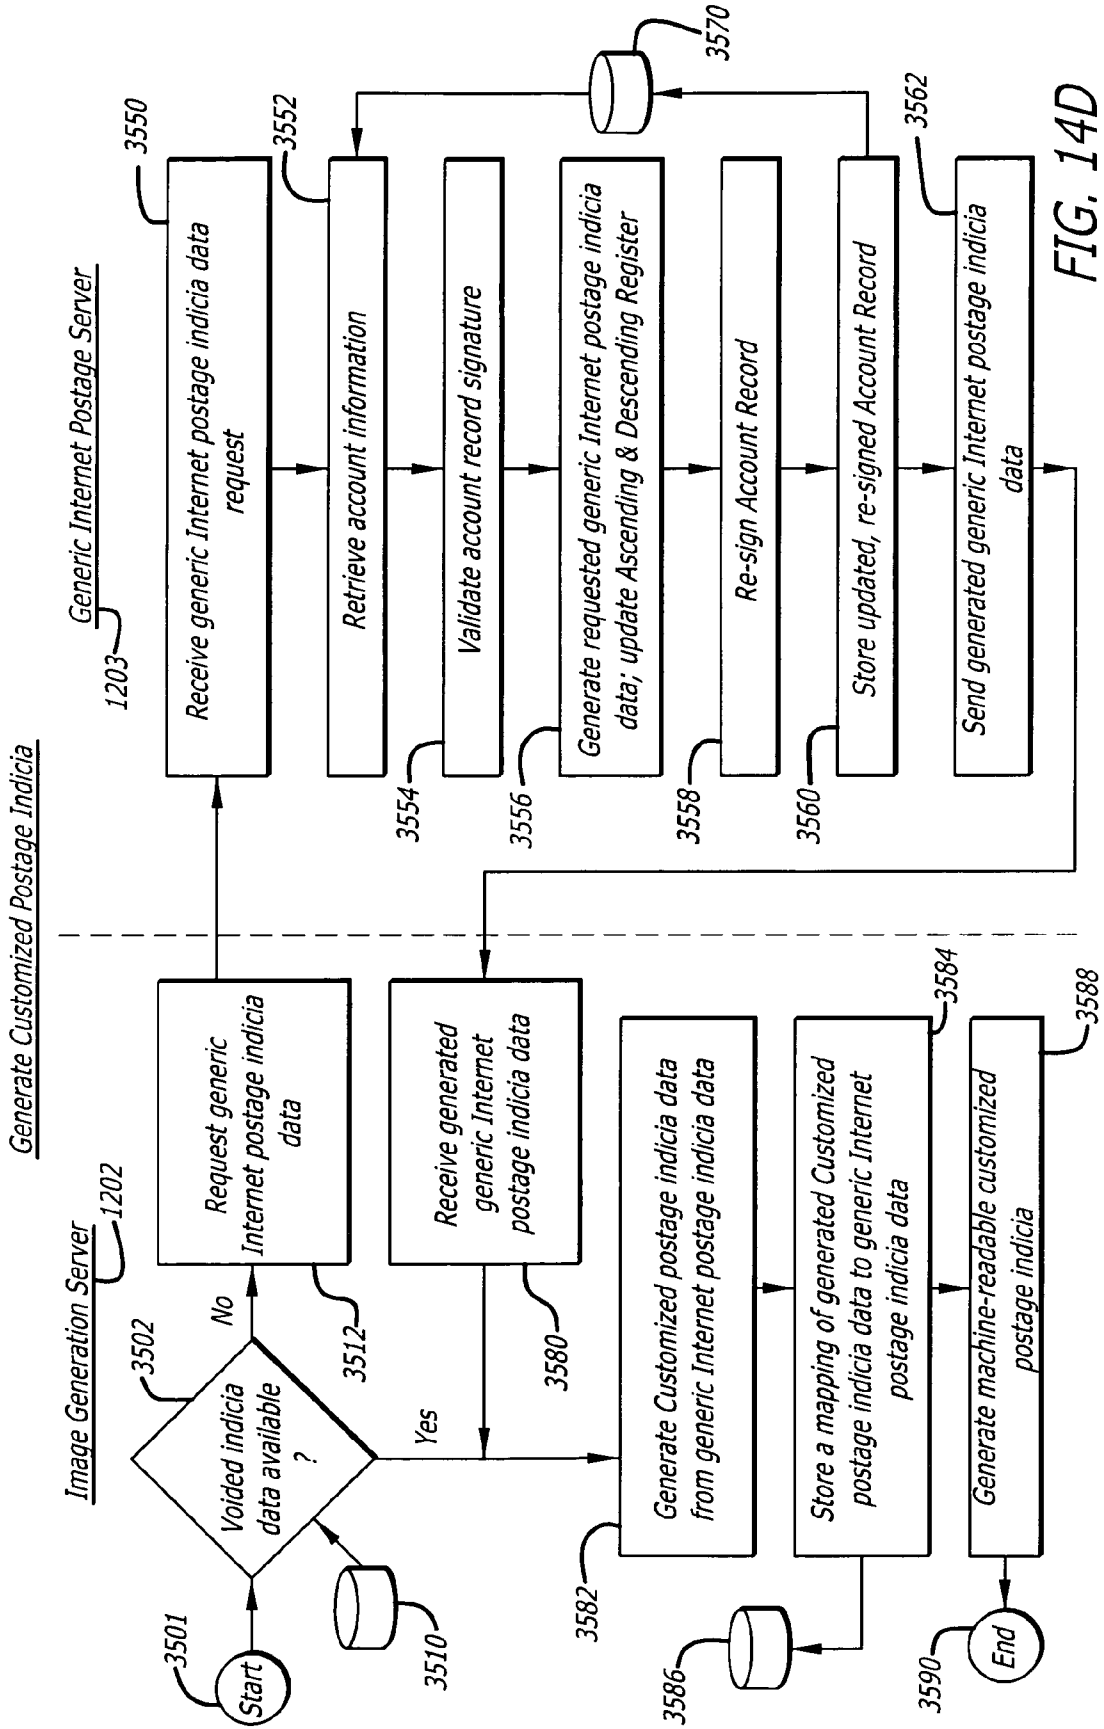 Generate Customized Postage Indicia
Image Generation Server
1202
3501
Start
3502
Voided indicia
data available
?
No
Yes
3510
Request generic
Internet postage indicia
data
3512
Receive generated
generic Internet
postage indicia data
3580
Generate Customized postage indicia data
from generic Internet postage indicia data
3582
Store a mapping of generated Customized
postage indicia data to generic Internet
postage indicia data
3584
3586
Generate machine-readable customized
postage indicia
3588
End
3590
Generic Internet Postage Server
1203
Receive generic Internet postage indicia data
request
3550
Retrieve account information
3552
Validate account record signature
3554
Generate requested generic Internet postage indicia
data; update Ascending & Descending Register
3556
Re-sign Account Record
3558
Store updated, re-signed Account Record
3560
3570
Send generated generic Internet postage indicia
data
3562
FIG. 14D